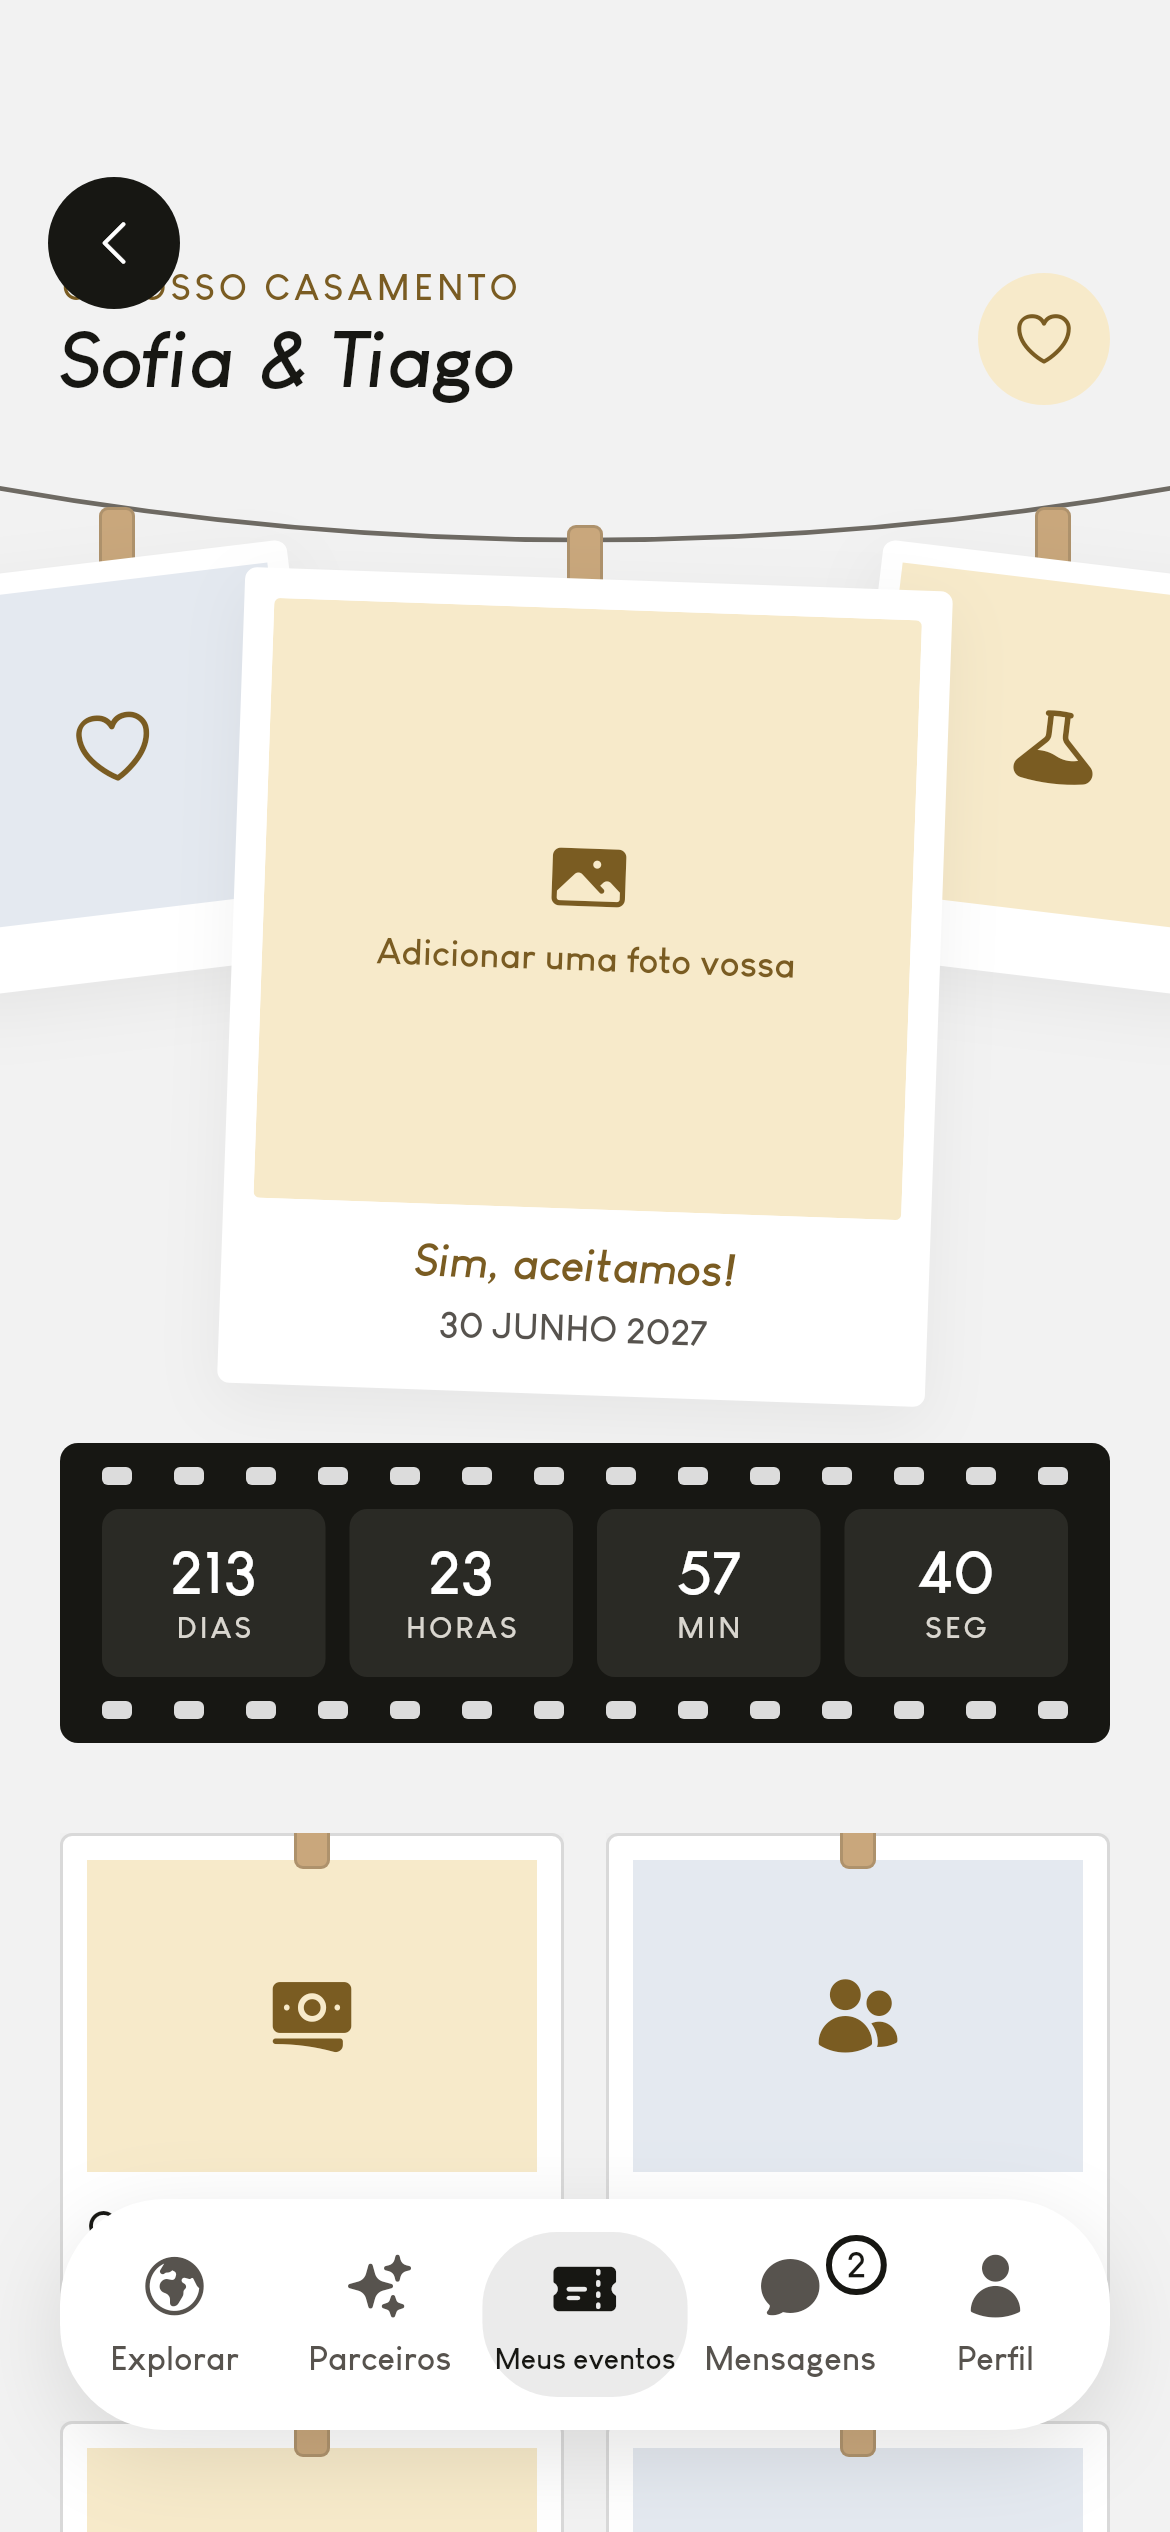 CASAMENTO
Sofia & Tiago
Adicionar uma foto vossa
Sim, aceitamos!
30 JUNHO 2027
213
DIAS
23
HORAS
57
MIN
40
SEG
2
Explorar
Parceiros
Meus eventos
Mensagens
Perfil